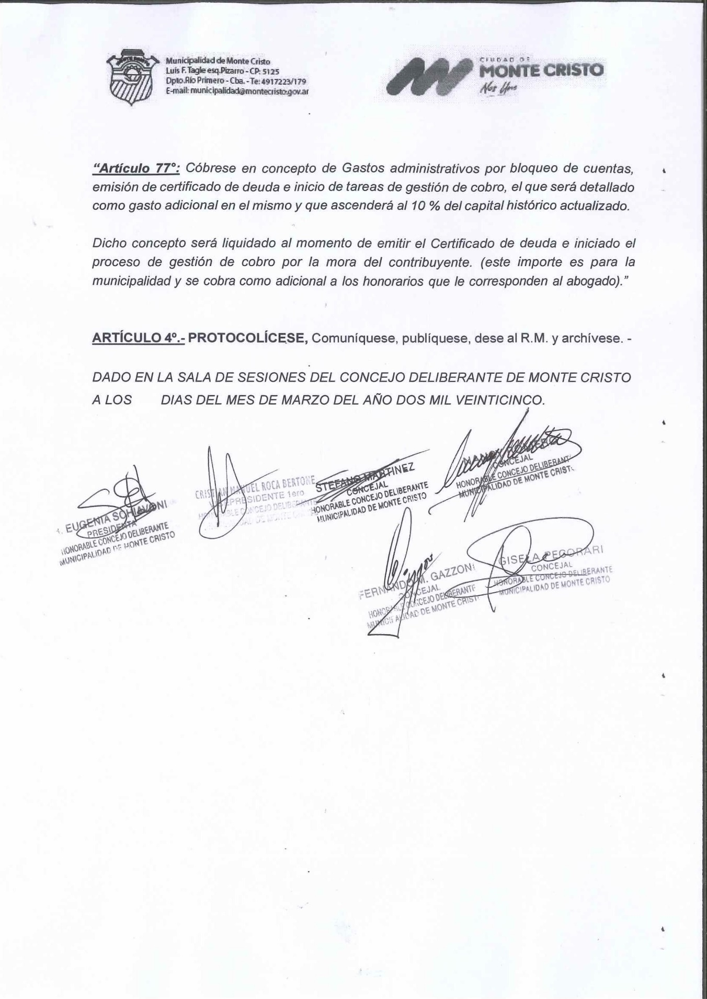 Municipalidad de Monte Cristo
Luis F. Tagle esq.Pizarro - CP: 5125
Dpto.Río Primero - Cba. - Te: 4917223/179
E-mail: municipalidad@montecristo.gov.ar
CIUDAD DE
MONTE CRISTO
“Artículo 77°: Cóbrese en concepto de Gastos administrativos por bloqueo de cuentas,
emisión de certificado de deuda e inicio de tareas de gestión de cobro, el que será detallado
como gasto adicional en el mismo y que ascenderá al 10 % del capital histórico actualizado.
Dicho concepto será liquidado al momento de emitir el Certificado de deuda e iniciado el
proceso de gestión de cobro por la mora del contribuyente. (este importe es para la
municipalidad y se cobra como adicional a los honorarios que le corresponden al abogado).”
ARTÍCULO 4º.- PROTOCOLÍCESE, Comuníquese, publíquese, dese al R.M. y archívese. -
DADO EN LA SALA DE SESIONES DEL CONCEJO DELIBERANTE DE MONTE CRISTO
A LOS DIAS DEL MES DE MARZO DEL AÑO DOS MIL VEINTICINCO.
EUGENIA SCHIAVONI
PRESIDENTA
HONORABLE CONCEJO DELIBERANTE
MUNICIPALIDAD DE MONTE CRISTO
CRISTIAN MANUEL ROCA BERTONE
VICEPRESIDENTE 1ero
HONORABLE CONCEJO DELIBERANTE
MUNICIPALIDAD DE MONTE
STEFANO MARTINEZ
CONCEJAL
HONORABLE CONCEJO DELIBERANTE
MUNICIPALIDAD DE MONTE CRISTO
NANCY ROMERO
CONCEJAL
HONORABLE CONCEJO DELIBERANT
MUNICIPALIDAD DE MONTE CRIST
FERNANDO M. GAZZONI
CONCEJAL
HONORABLE CONCEJO DELIBERANTE
MUNICIPALIDAD DE MONTE CRIST
GISELA PEGORARI
CONCEJAL
HONORABLE CONCEJO DELIBERANTE
MUNICIPALIDAD DE MONTE CRISTO